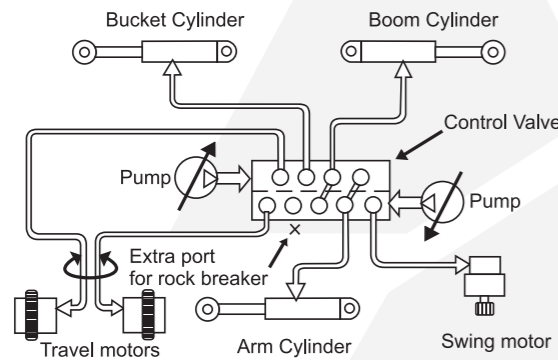 Bucket Cylinder
Boom Cylinder
Control Valve
Pump
Pump
Extra port
for rock breaker
x
Travel motors
Arm Cylinder
Swing motor